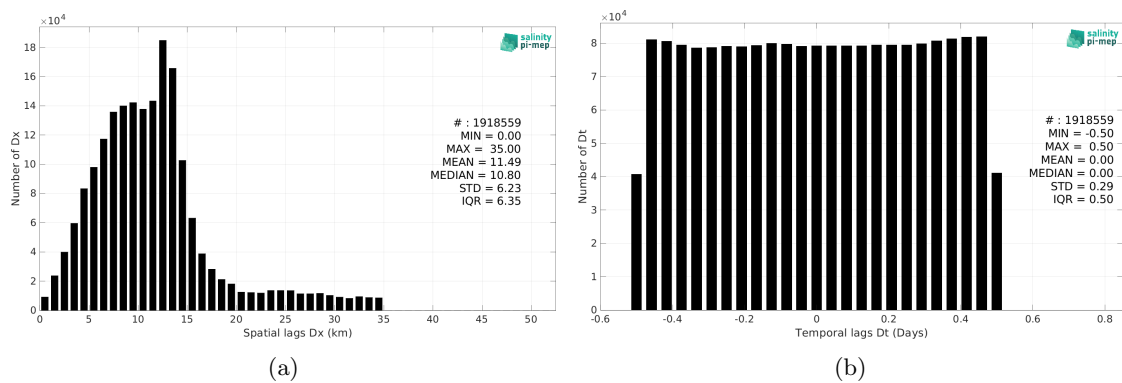 ×10⁴
18
16
14
12
10
8
6
4
2
0
Number of Dx
0 5 10 15 20 25 30 35 40 45 50
Spatial lags Dx (km)
salinity
pi-mep
# : 1918559
MIN = 0.00
MAX = 35.00
MEAN = 11.49
MEDIAN = 10.80
STD = 6.23
IQR = 6.35
(a)
×10⁴
8
7
6
5
4
3
2
1
0
Number of Dt
-0.6 -0.4 -0.2 0 0.2 0.4 0.6 0.8
Temporal lags Dt (Days)
salinity
pi-mep
# : 1918559
MIN = -0.50
MAX = 0.50
MEAN = 0.00
MEDIAN = 0.00
STD = 0.29
IQR = 0.50
(b)